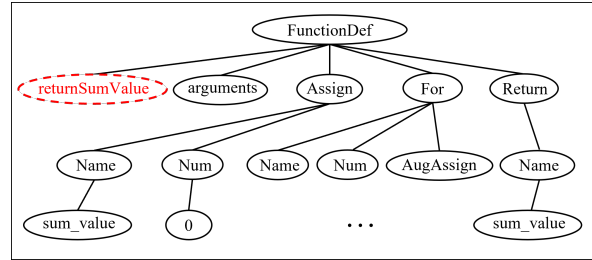 FunctionDef
returnSumValue arguments Assign For Return
Name Num Name Num AugAssign Name
sum_value 0 ... sum_value